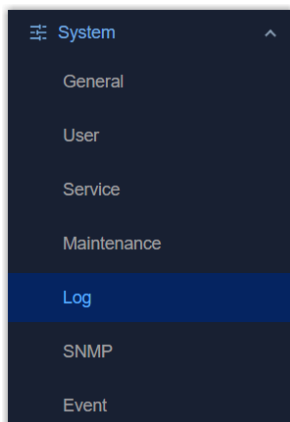 System
General
User
Service
Maintenance
Log
SNMP
Event